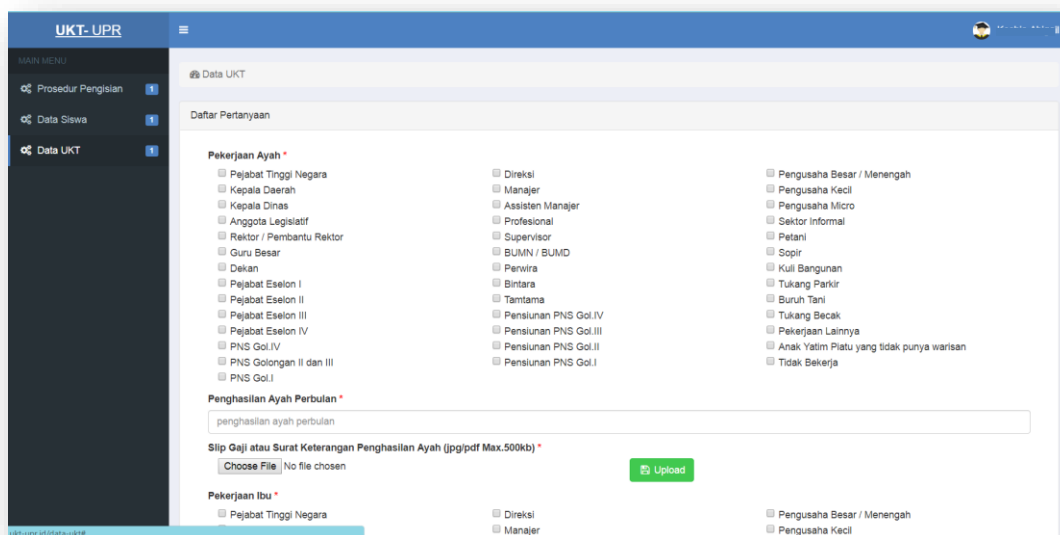 UKT- UPR
MAIN MENU
Prosedur Pengisian 1
Data Siswa 1
Data UKT 1
Data UKT
Daftar Pertanyaan
Pekerjaan Ayah *
Pejabat Tinggi Negara
Kepala Daerah
Kepala Dinas
Anggota Legislatif
Rektor / Pembantu Rektor
Guru Besar
Dekan
Pejabat Eselon I
Pejabat Eselon II
Pejabat Eselon III
Pejabat Eselon IV
PNS Gol.IV
PNS Golongan II dan III
PNS Gol.I
Direksi
Manajer
Assisten Manajer
Profesional
Supervisor
BUMN / BUMD
Perwira
Bintara
Tamtama
Pensiunan PNS Gol.IV
Pensiunan PNS Gol.III
Pensiunan PNS Gol.II
Pensiunan PNS Gol.I
Pengusaha Besar / Menengah
Pengusaha Kecil
Pengusaha Micro
Sektor Informal
Petani
Sopir
Kuli Bangunan
Tukang Parkir
Buruh Tani
Tukang Becak
Pekerjaan Lainnya
Anak Yatim Piatu yang tidak punya warisan
Tidak Bekerja
Penghasilan Ayah Perbulan *
penghasilan ayah perbulan
Slip Gaji atau Surat Keterangan Penghasilan Ayah (jpg/pdf Max.500kb) *
Choose File No file chosen
Upload
Pekerjaan Ibu *
Pejabat Tinggi Negara
Direksi
Manajer
Pengusaha Besar / Menengah
Pengusaha Kecil